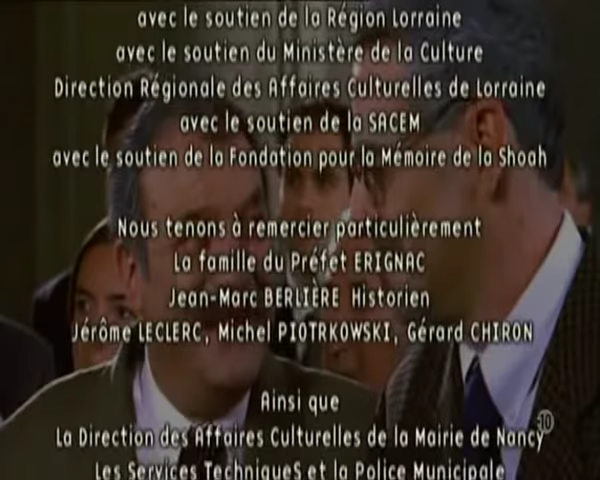 avec le soutien de la Région Lorraine
avec le soutien du Ministère de la Culture
Direction Régionale des Affaires Culturelles de Lorraine
avec le soutien de la SACEM
avec le soutien de la Fondation pour la Mémoire de la Shoah
Nous tenons à remercier particulièrement
La famille du Préfet ERIGNAC
Jean-Marc BERLIÈRE Historien
Jérôme LECLERC, Michel PIOTRKOWSKI, Gérard CHIRON
Ainsi que
-10
La Direction des Affaires Culturelles de la Mairie de Nancy
Les Services TechniqueS et la Police Municipale